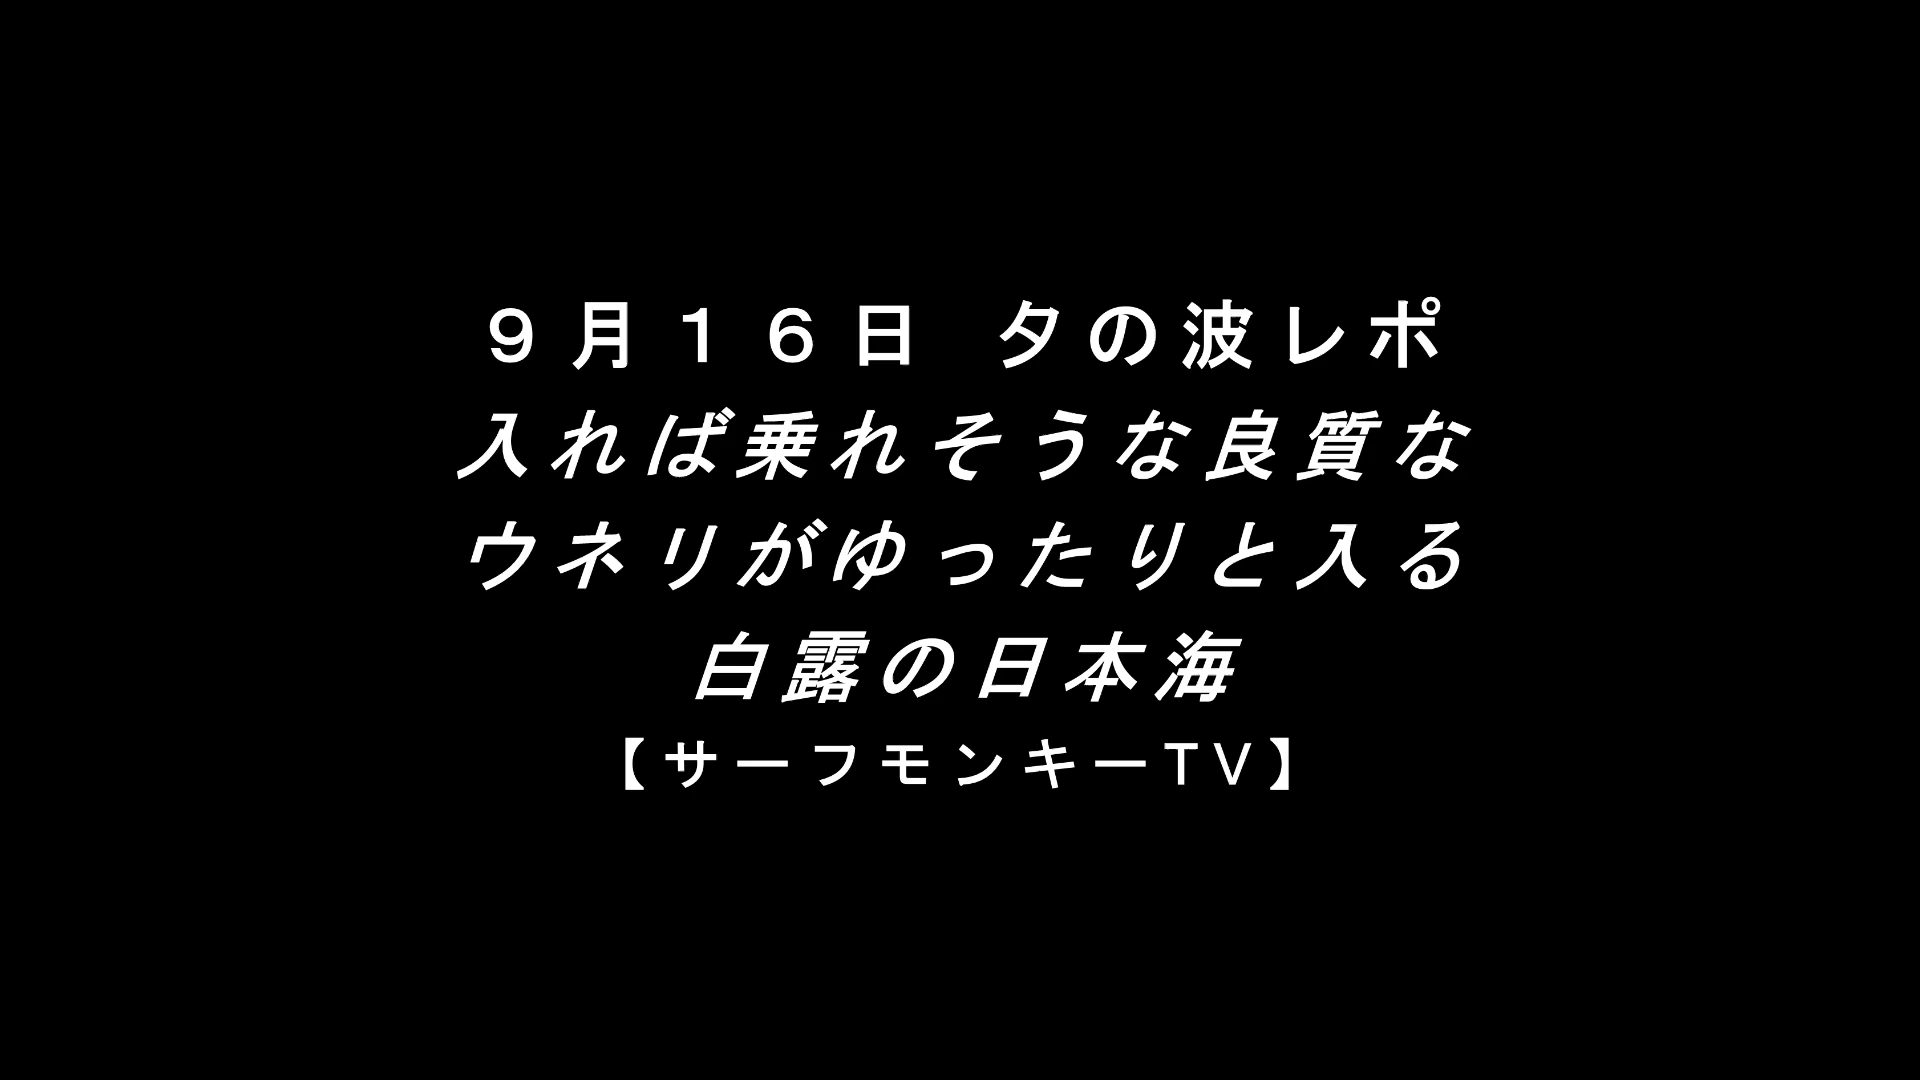 ９月１６日 夕の波レポ
入れば乗れそうな良質な
ウネリがゆったりと入る
白露の日本海
【サーフモンキーTV】